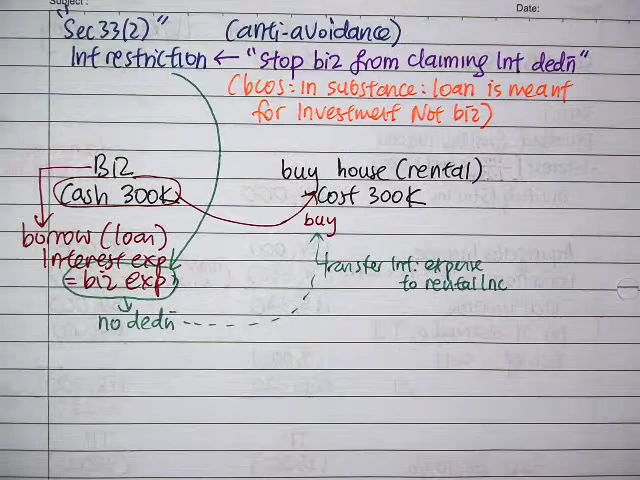 Subject :
Date:
"Sec 33(2)" (anti-avoidance)
Int restriction ← "Stop biz from claiming Int dedn̄"
(bcos: in substance: loan is meant
for Investment Not biz)
BIZ
Cash 300K
buy house (rental)
Cost 300K
buy
borrow (loan)
Interest exp
= biz exp
no dedn̄
transfer Int: expense
to rental Inc